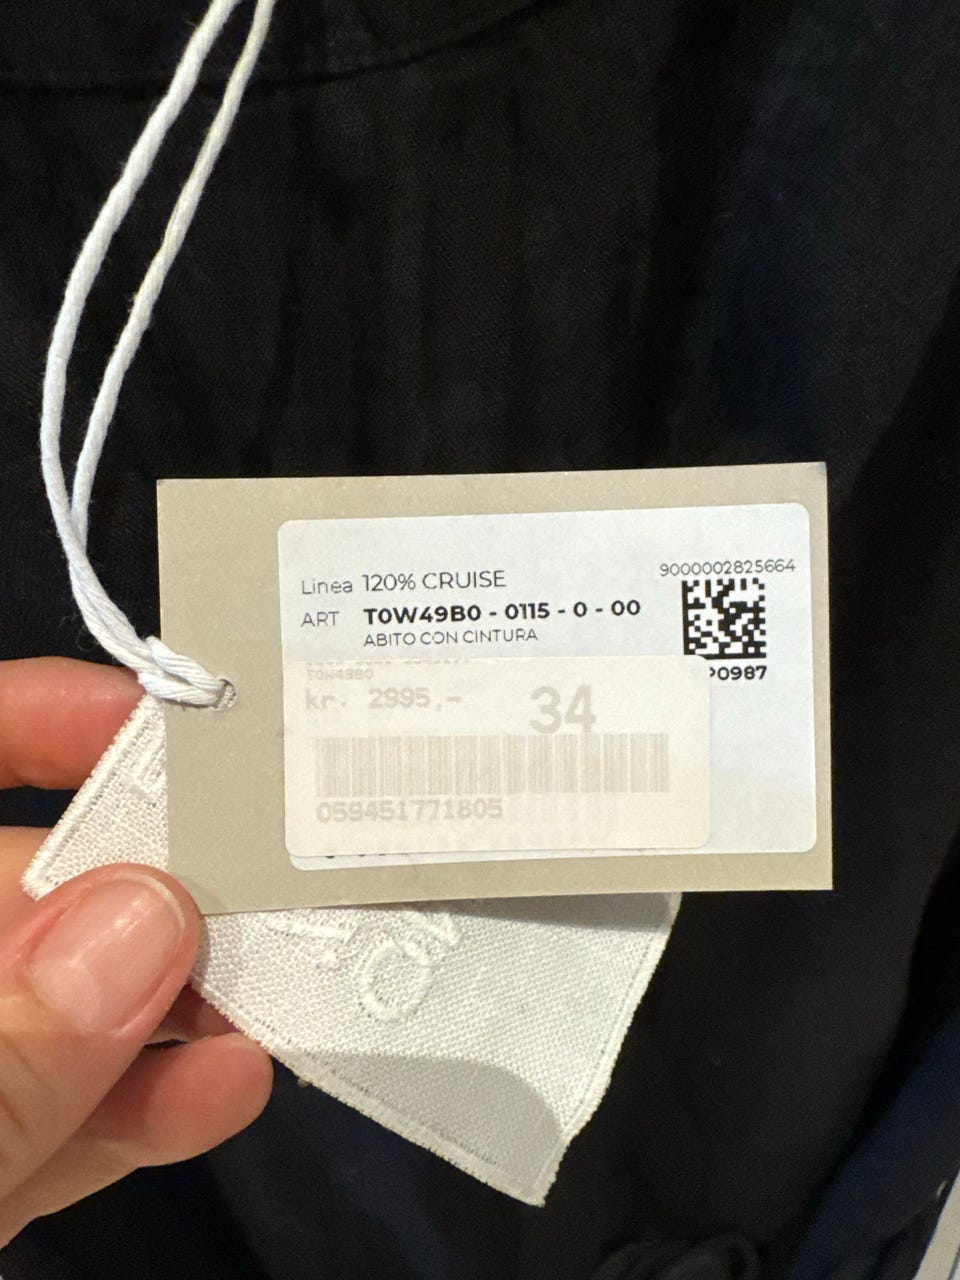 Linea 120% CRUISE
9000002825664
ART T0W49B0 - 0115 - 0 - 00
ABITO CON CINTURA
P0987
T0W49B0
kr. 2995,-
34
059451771805